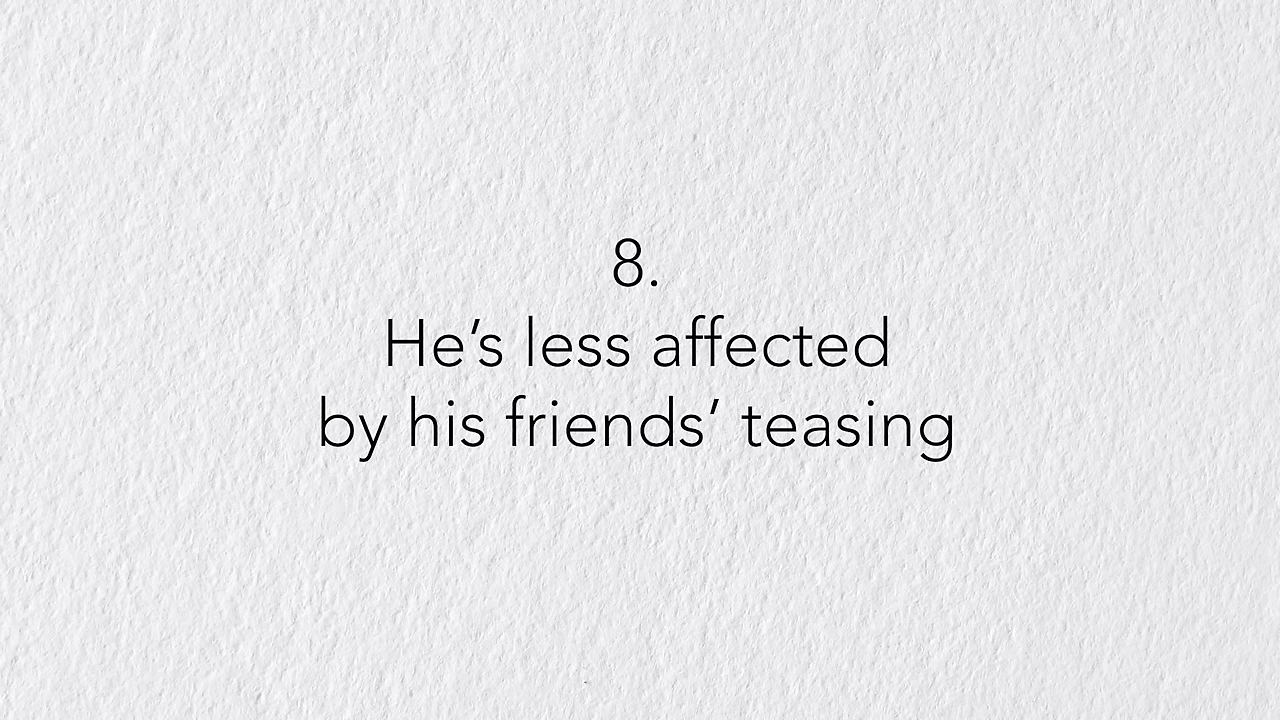 8.
He’s less affected
by his friends’ teasing